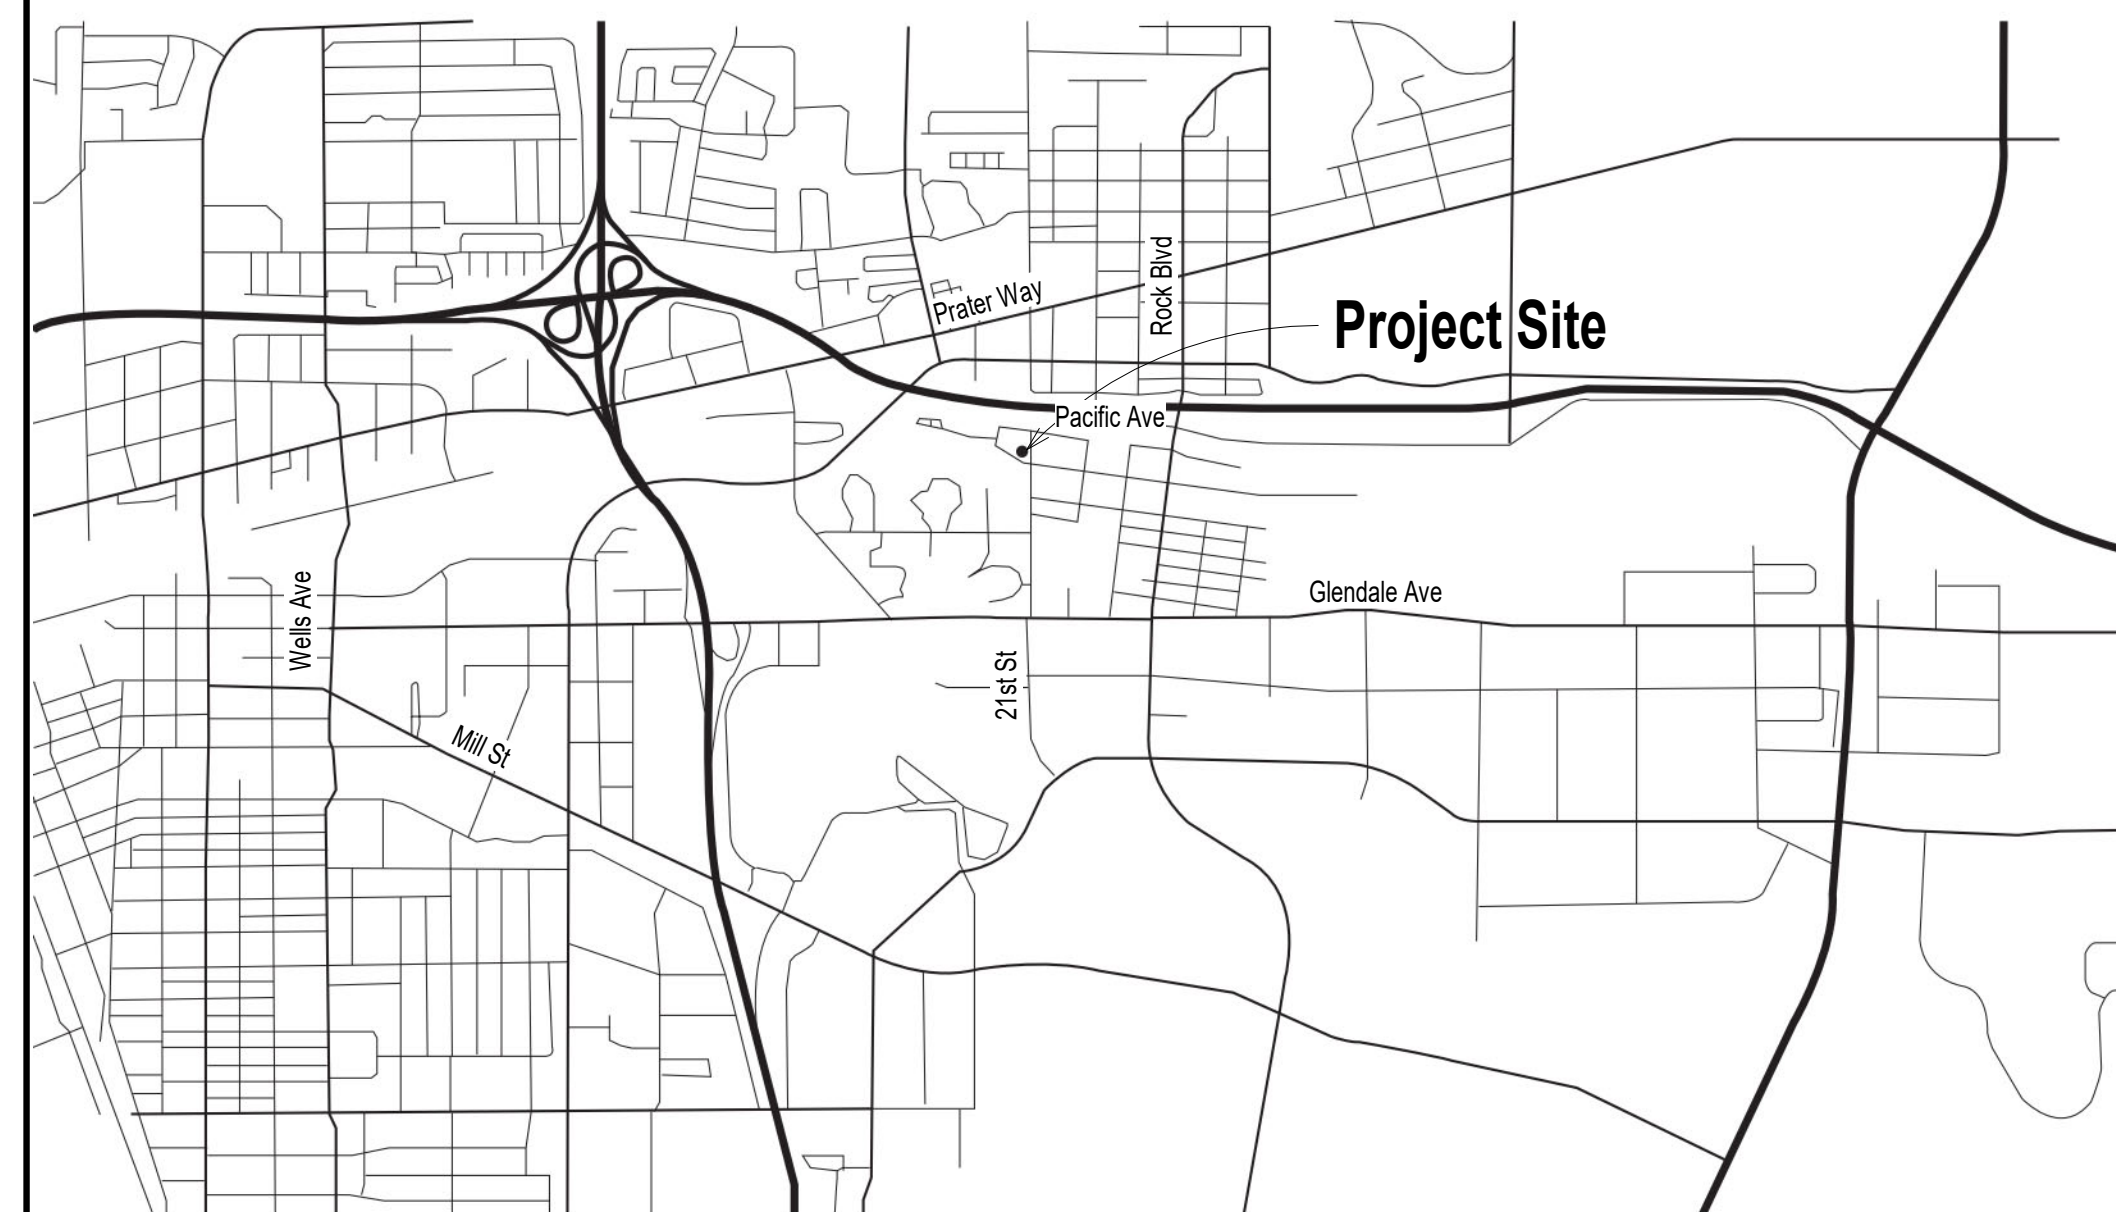 Prater Way
Rock Blvd
Project Site
Pacific Ave
Wells Ave
Glendale Ave
21st St
Mill St